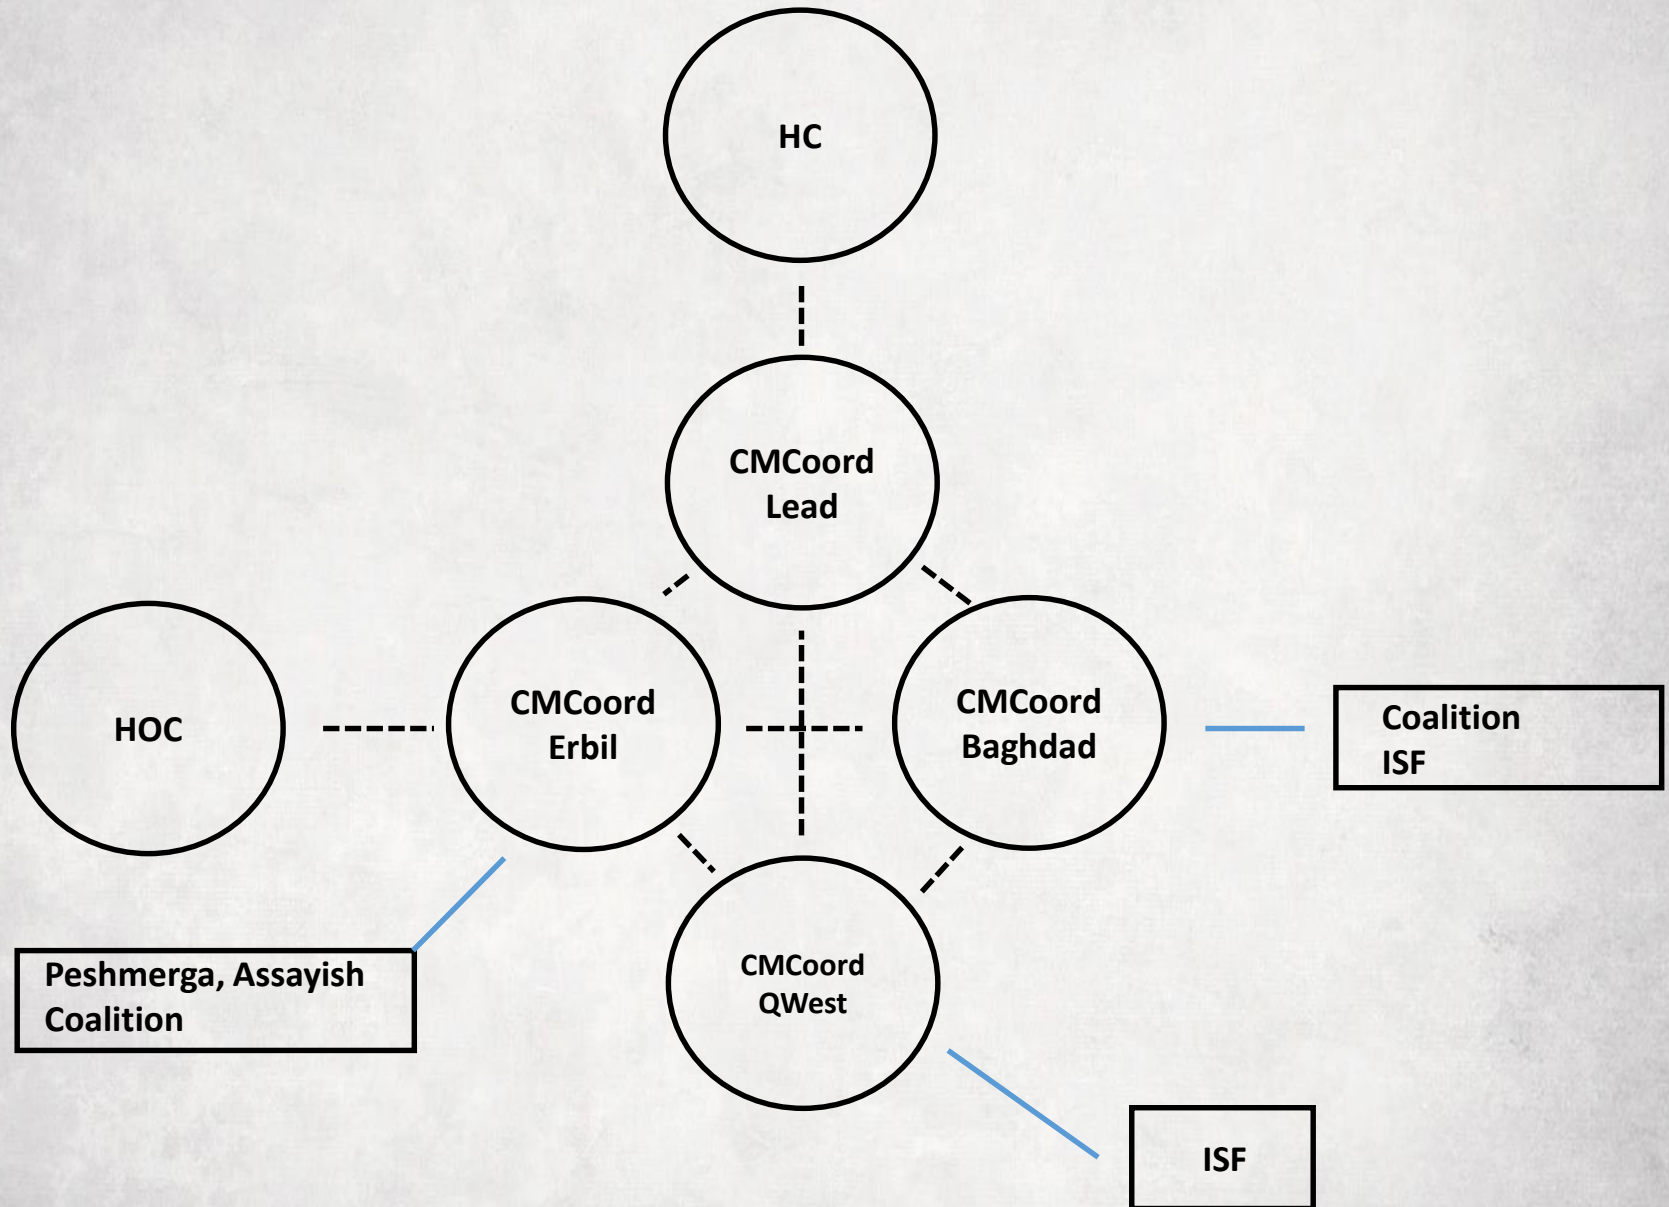 HC
CMCoord
Lead
HOC
CMCoord
Erbil
CMCoord
Baghdad
Coalition
ISF
Peshmerga, Assayish
Coalition
CMCoord
QWest
ISF